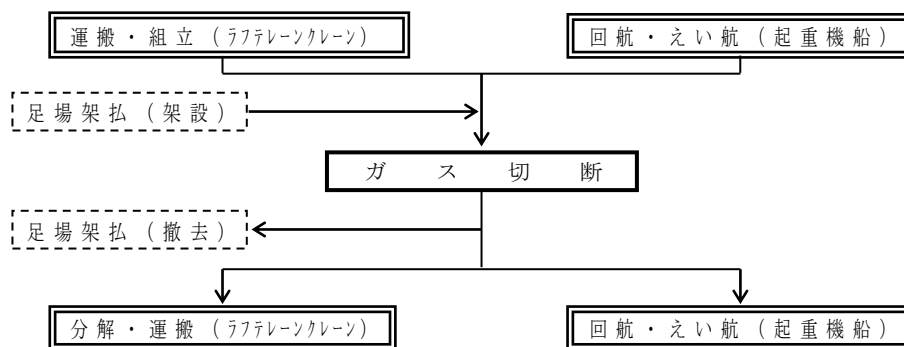 運搬・組立（ﾗﾌﾃﾚｰﾝｸﾚｰﾝ）
回航・えい航（起重機船）
足場架払（架設）
ガス切断
足場架払（撤去）
分解・運搬（ﾗﾌﾃﾚｰﾝｸﾚｰﾝ）
回航・えい航（起重機船）